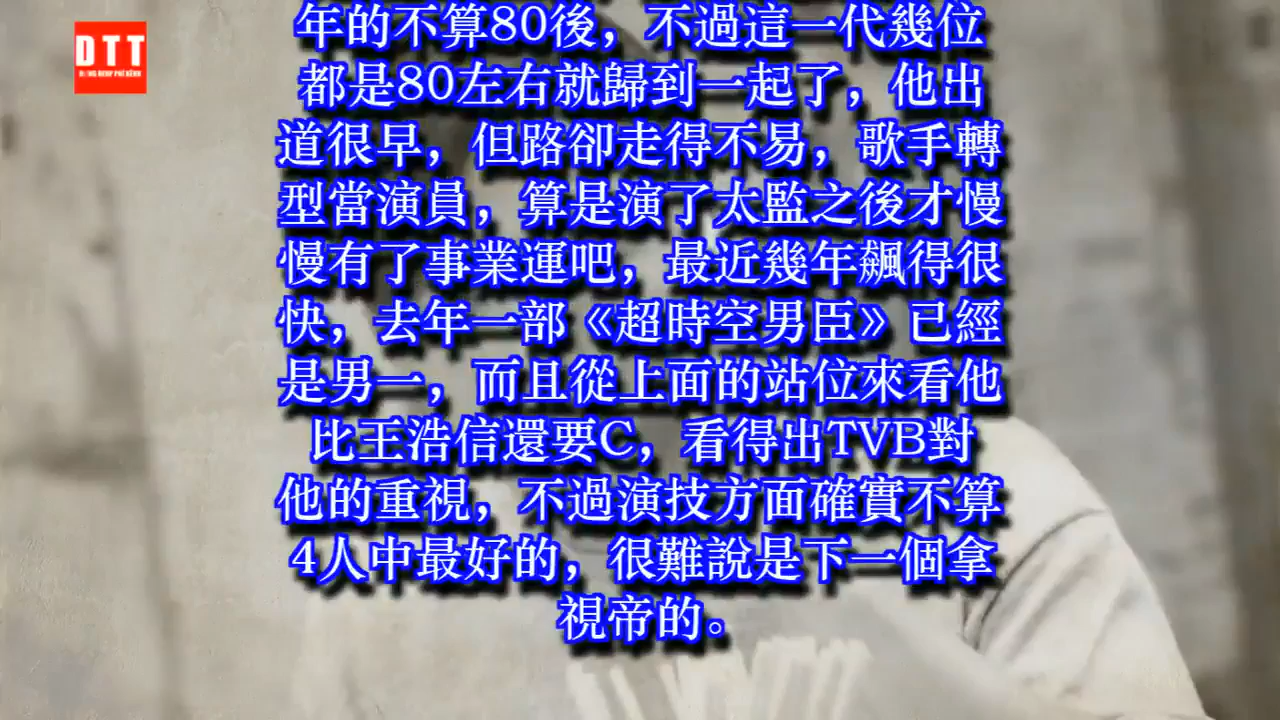 年的不算80後，不過這一代幾位
都是80左右就歸到一起了，他出
道很早，但路卻走得不易，歌手轉
型當演員，算是演了太監之後才慢
慢有了事業運吧，最近幾年飆得很
快，去年一部《超時空男臣》已經
是男一，而且從上面的站位來看他
比王浩信還要C，看得出TVB對
他的重視，不過演技方面確實不算
4人中最好的，很難說是下一個拿
視帝的。
DTT